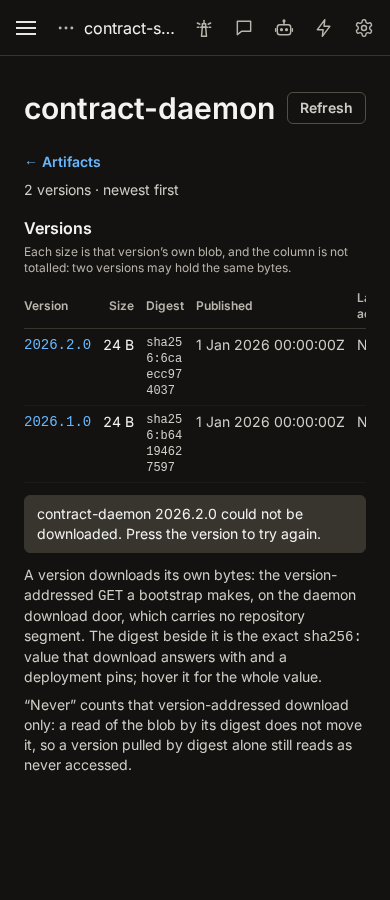 contract-s…
contract-daemon
Refresh
← Artifacts
2 versions · newest first
Versions
Each size is that version’s own blob, and the column is not
totalled: two versions may hold the same bytes.
Version Size Digest Published
2026.2.0 24 B sha25
6:6ca
ecc97
4037
1 Jan 2026 00:00:00Z N
2026.1.0 24 B sha25
6:b64
19462
7597
1 Jan 2026 00:00:00Z N
contract-daemon 2026.2.0 could not be
downloaded. Press the version to try again.
A version downloads its own bytes: the version-
addressed GET a bootstrap makes, on the daemon
download door, which carries no repository
segment. The digest beside it is the exact sha256:
value that download answers with and a
deployment pins; hover it for the whole value.
“Never” counts that version-addressed download
only: a read of the blob by its digest does not move
it, so a version pulled by digest alone still reads as
never accessed.